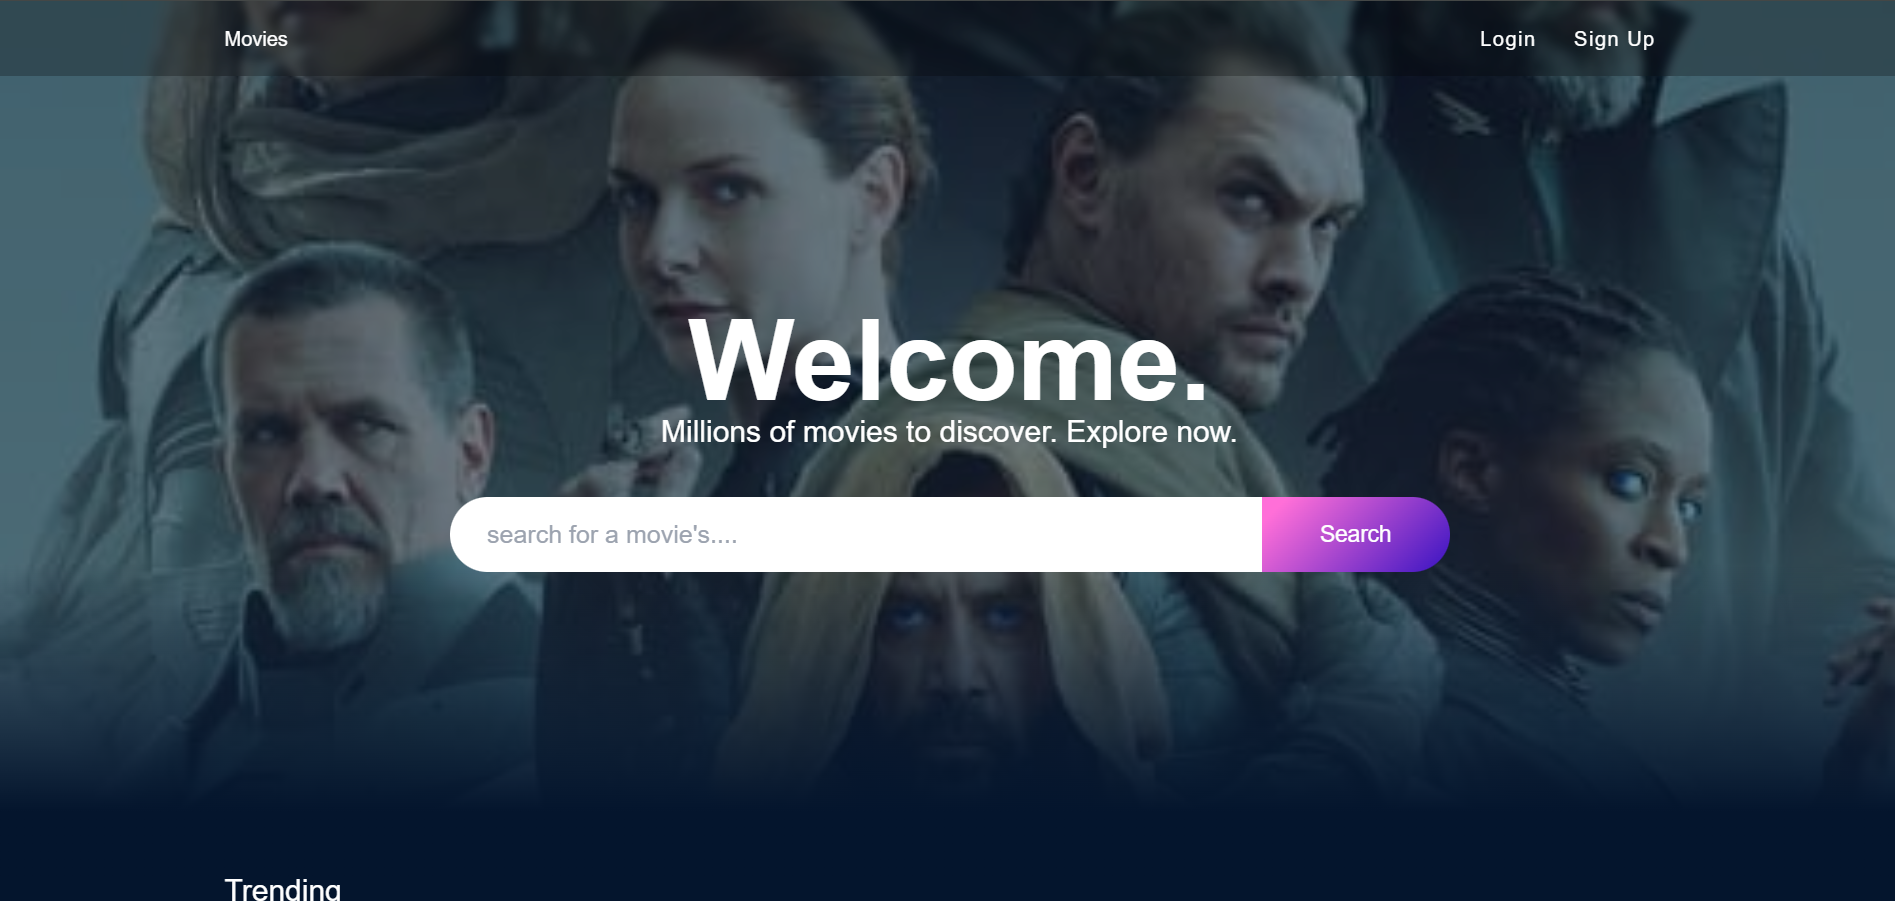 Movies
Login
Sign Up
Welcome.
Millions of movies to discover. Explore now.
search for a movie's....
Search
Trending